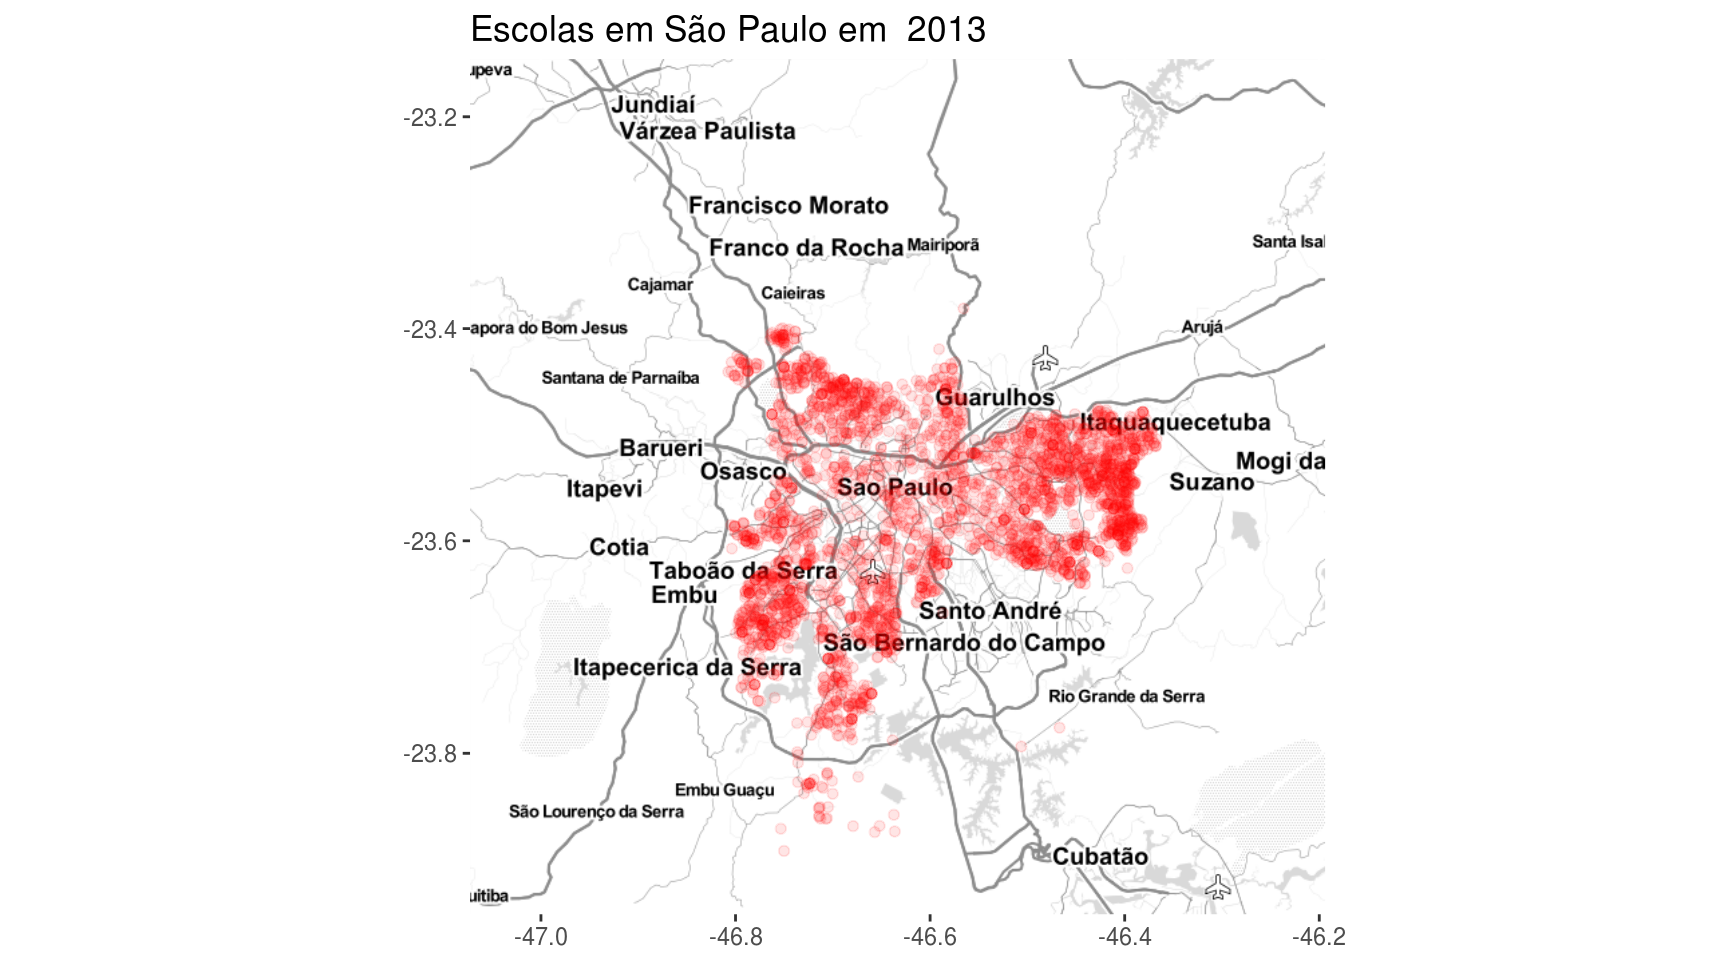 Escolas em São Paulo em  2013
upeva
Jundiaí
-23.2
Várzea Paulista
Francisco Morato
Santa Isal
Franco da Rocha
Mairiporã
Cajamar
Caieiras
-23.4
apora do Bom Jesus
Arujá
Santana de Parnaíba
Guarulhos
Itaquaquecetuba
Barueri
Mogi da
Osasco
Suzano
Itapevi
Sao Paulo
-23.6
Cotia
Taboão da Serra
Embu
Santo André
São Bernardo do Campo
Itapecerica da Serra
Rio Grande da Serra
-23.8
Embu Guaçu
São Lourenço da Serra
Cubatão
uitiba
-47.0
-46.8
-46.6
-46.4
-46.2